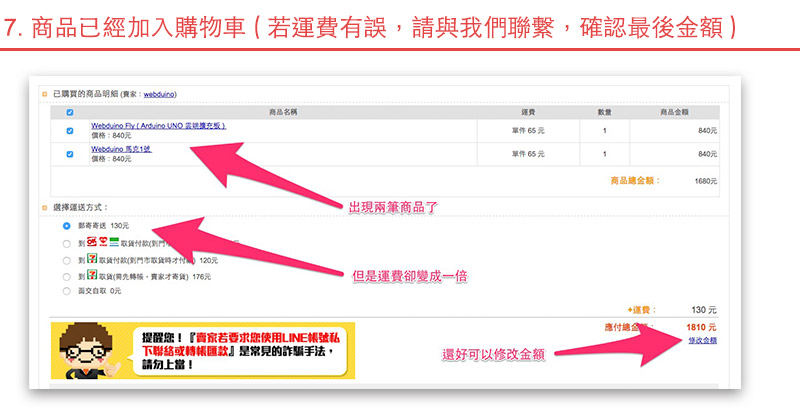 7. 商品已經加入購物車 ( 若運費有誤，請與我們聯繫，確認最後金額 )
已購買的商品明細 (賣家：webduino)
商品名稱 運費 數量 商品金額
Webduino Fly ( Arduino UNO 雲端擴充板 )
價格：840元
單件 65 元 1 840元
Webduino 馬克1號
價格：840元
單件 65 元 1 840元
商品總金額： 1680元
出現兩筆商品了
選擇運送方式：
郵寄寄送 130元
到 取貨付款(到門
到 取貨付款(到門市取貨時才付 120元
但是運費卻變成一倍
到 取貨(需先轉帳，賣家才寄貨) 176元
面交自取 0元
+運費： 130 元
應付總金 ： 1810 元
修改金額
提醒您！『賣家若要求您使用LINE帳號私
下聯絡或轉帳匯款』是常見的詐騙手法，
請勿上當！
還好可以修改金額